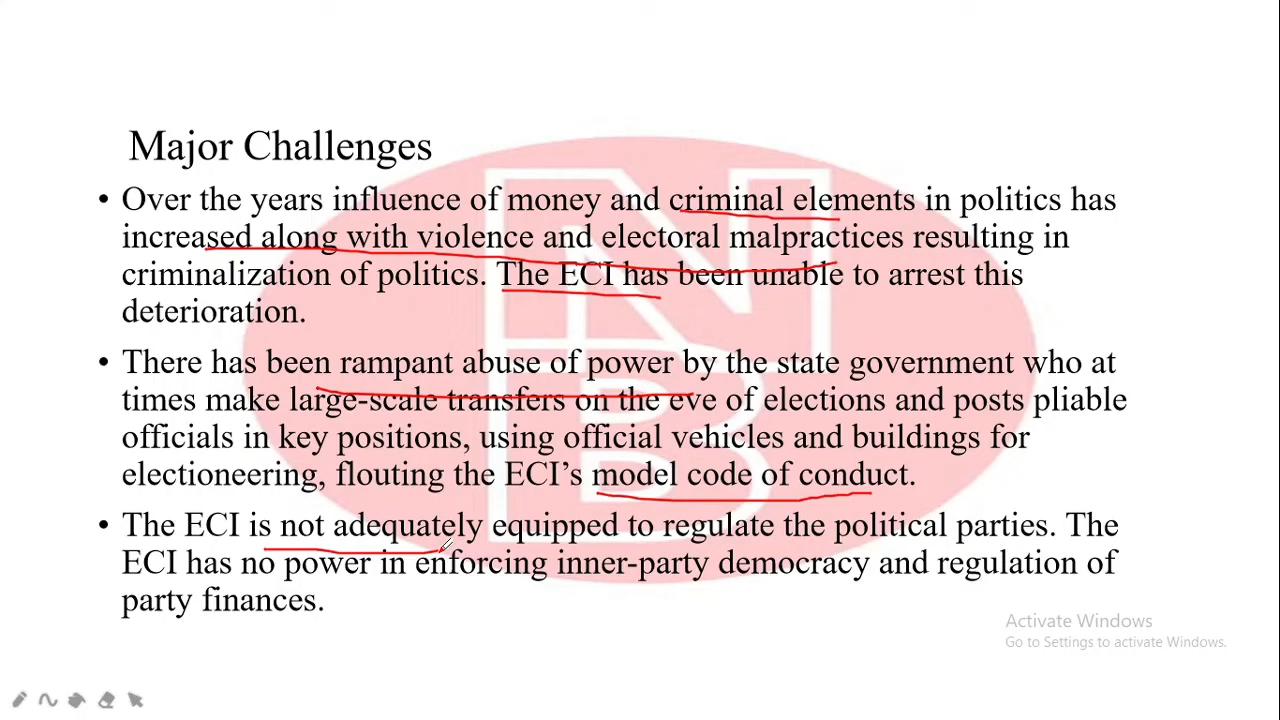 Major Challenges
• Over the years influence of money and criminal elements in politics has
increased along with violence and electoral malpractices resulting in
criminalization of politics. The ECI has been unable to arrest this
deterioration.
• There has been rampant abuse of power by the state government who at
times make large-scale transfers on the eve of elections and posts pliable
officials in key positions, using official vehicles and buildings for
electioneering, flouting the ECI’s model code of conduct.
• The ECI is not adequately equipped to regulate the political parties. The
ECI has no power in enforcing inner-party democracy and regulation of
party finances.
NBD
Activate Windows
Go to Settings to activate Windows.